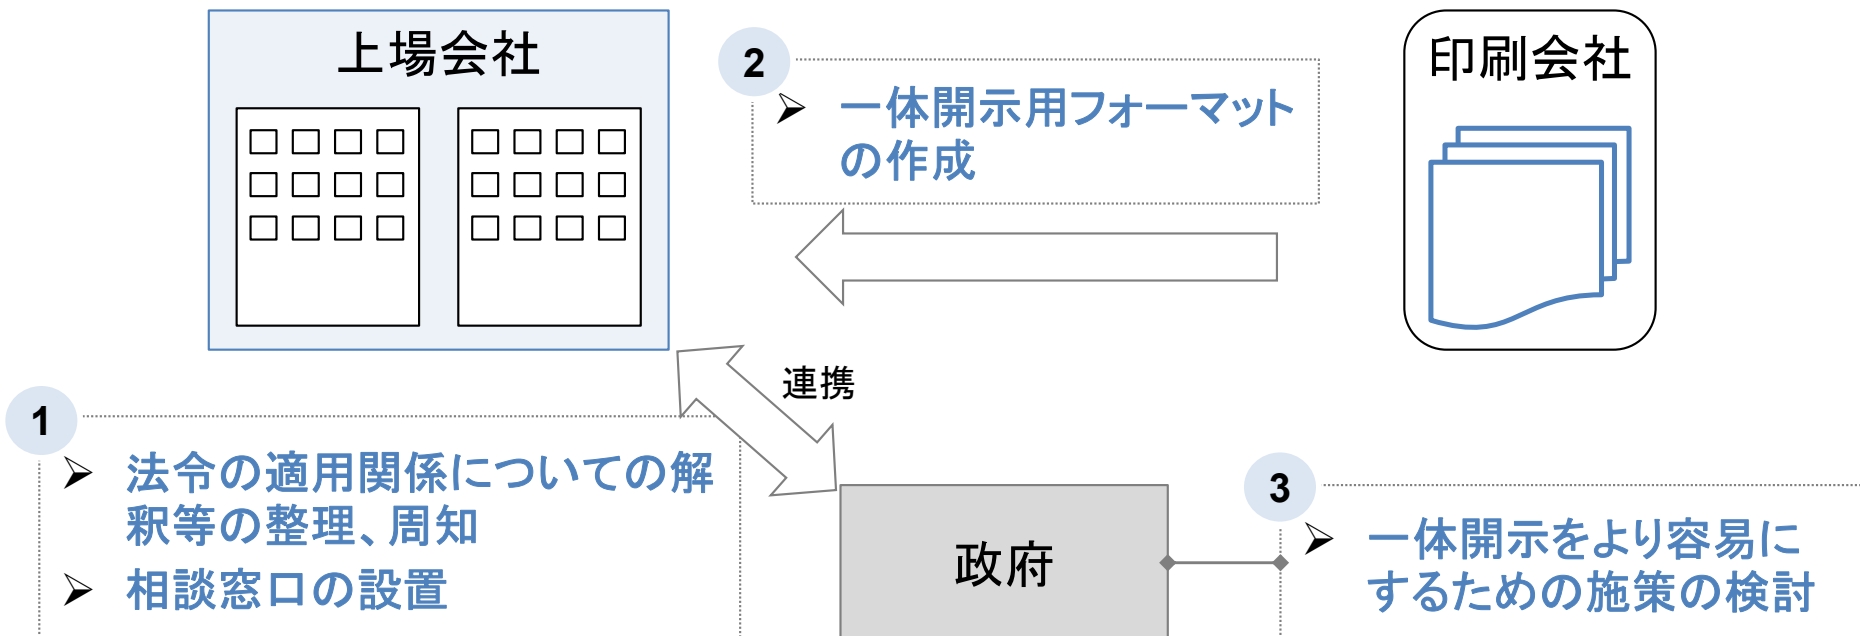 上場会社
2
一体開示用フォーマット
の作成
印刷会社
連携
1
法令の適用関係についての解
釈等の整理、周知
相談窓口の設置
政府
3
一体開示をより容易に
するための施策の検討